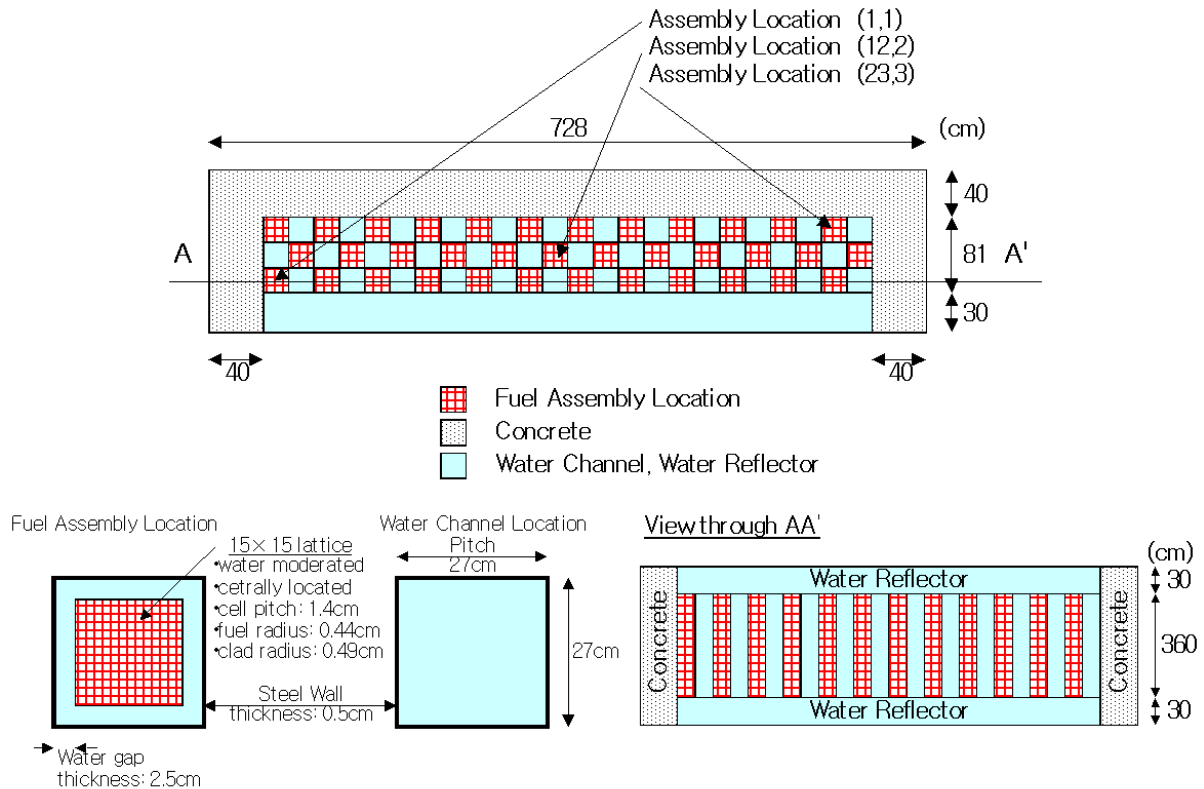 Assembly Location (1,1)
Assembly Location (12,2)
Assembly Location (23,3)
728
(cm)
40
A
81
A'
30
40
40
Fuel Assembly Location
Concrete
Water Channel, Water Reflector
Fuel Assembly Location
15×15 lattice
•water moderated
•cetrally located
•cell pitch: 1.4cm
•fuel radius: 0.44cm
•clad radius: 0.49cm
Water gap
thickness: 2.5cm
Steel Wall
thickness: 0.5cm
Water Channel Location
Pitch
27cm
27cm
View through AA'
(cm)
Water Reflector
30
Concrete
Concrete
360
Water Reflector
30